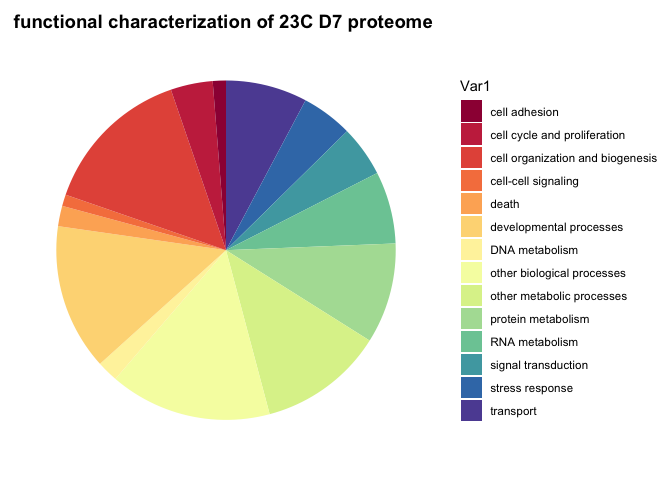 functional characterization of 23C D7 proteome
Var1
cell adhesion
cell cycle and proliferation
cell organization and biogenesis
cell-cell signaling
death
developmental processes
DNA metabolism
other biological processes
other metabolic processes
protein metabolism
RNA metabolism
signal transduction
stress response
transport